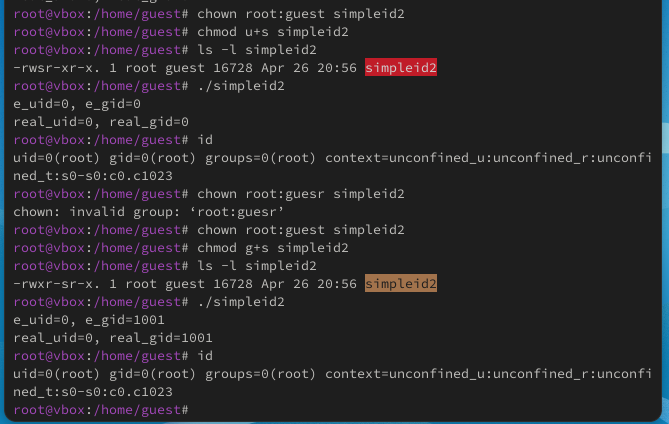 root@vbox:/home/guest# chown root:guest simpleid2
root@vbox:/home/guest# chmod u+s simpleid2
root@vbox:/home/guest# ls -l simpleid2
-rwsr-xr-x. 1 root guest 16728 Apr 26 20:56 simpleid2
root@vbox:/home/guest# ./simpleid2
e_uid=0, e_gid=0
real_uid=0, real_gid=0
root@vbox:/home/guest# id
uid=0(root) gid=0(root) groups=0(root) context=unconfined_u:unconfined_r:unconfi
ned_t:s0-s0:c0.c1023
root@vbox:/home/guest# chown root:guesr simpleid2
chown: invalid group: ‘root:guesr’
root@vbox:/home/guest# chown root:guest simpleid2
root@vbox:/home/guest# chmod g+s simpleid2
root@vbox:/home/guest# ls -l simpleid2
-rwxr-sr-x. 1 root guest 16728 Apr 26 20:56 simpleid2
root@vbox:/home/guest# ./simpleid2
e_uid=0, e_gid=1001
real_uid=0, real_gid=1001
root@vbox:/home/guest# id
uid=0(root) gid=0(root) groups=0(root) context=unconfined_u:unconfined_r:unconfi
ned_t:s0-s0:c0.c1023
root@vbox:/home/guest#